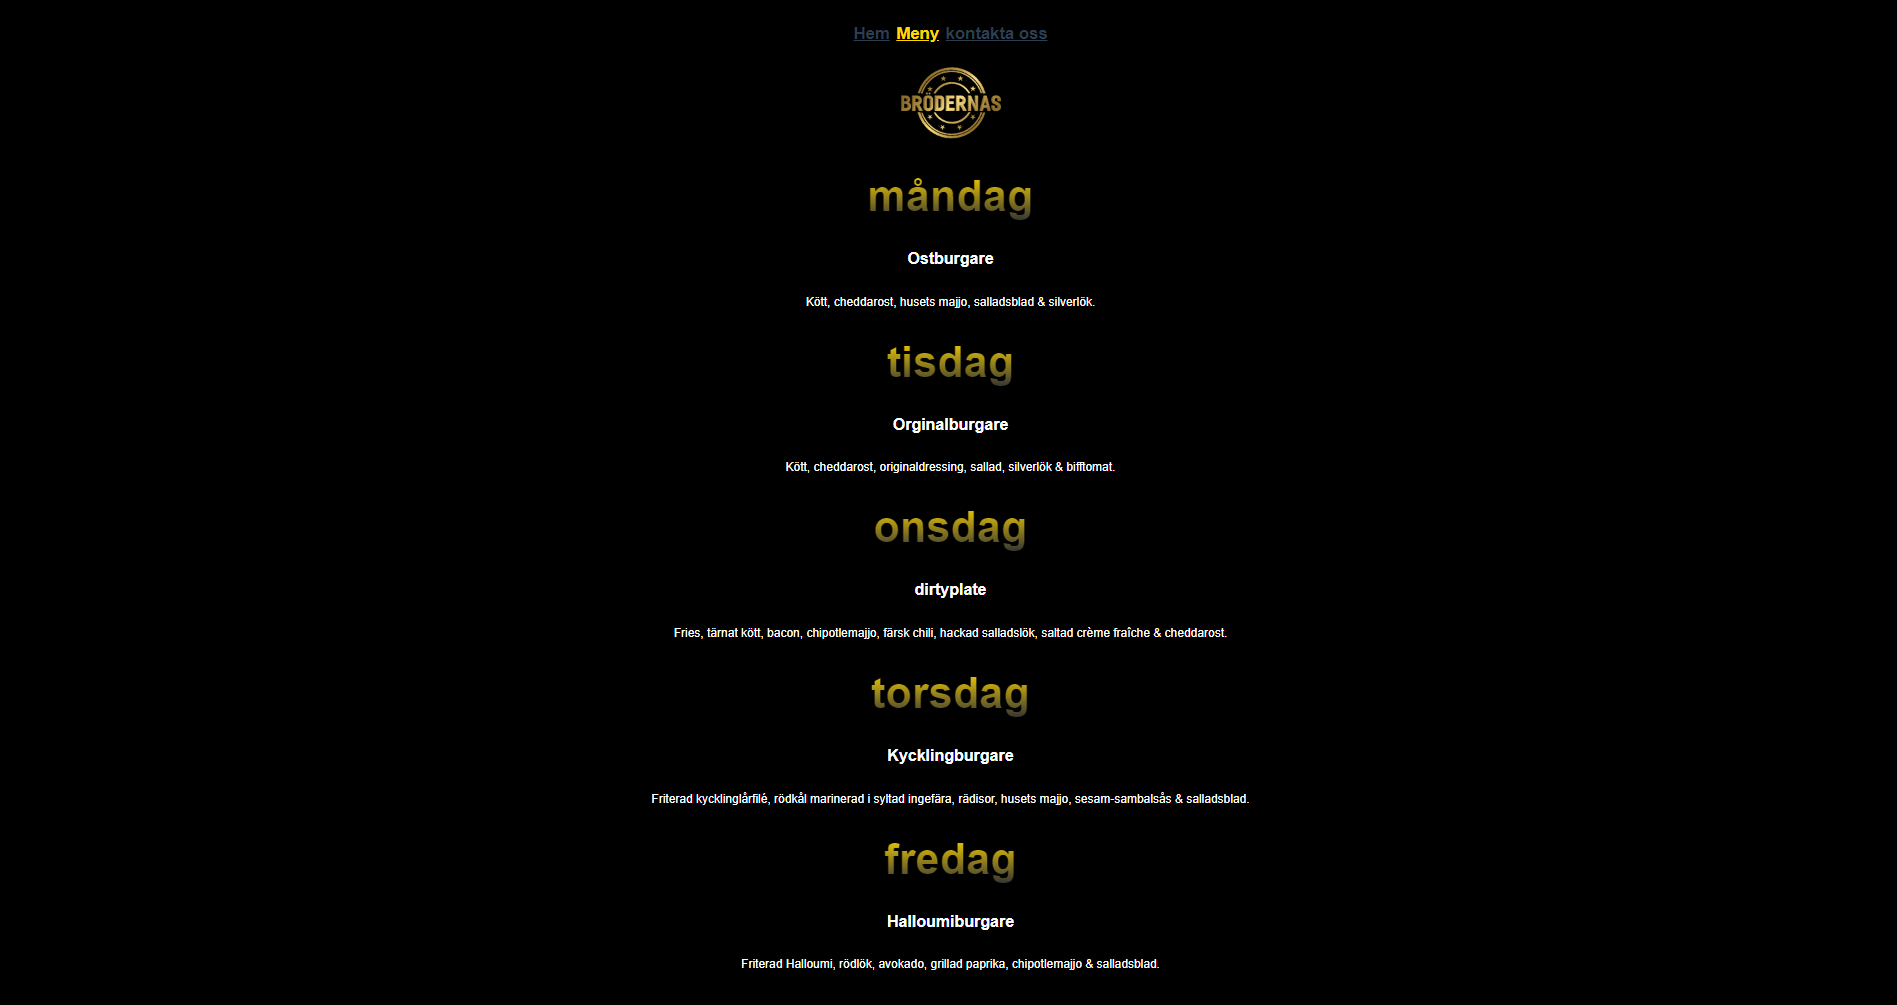 Hem Meny kontakta oss
BRÖDERNAS
måndag
Ostburgare
Kött, cheddarost, husets majjo, salladsblad & silverlök.
tisdag
Orginalburgare
Kött, cheddarost, originaldressing, sallad, silverlök & bifftomat.
onsdag
dirtyplate
Fries, tärnat kött, bacon, chipotlemajjo, färsk chili, hackad salladslök, saltad crème fraîche & cheddarost.
torsdag
Kycklingburgare
Friterad kycklinglårfilé, rödkål marinerad i syltad ingefära, rädisor, husets majjo, sesam-sambalsås & salladsblad.
fredag
Halloumiburgare
Friterad Halloumi, rödlök, avokado, grillad paprika, chipotlemajjo & salladsblad.